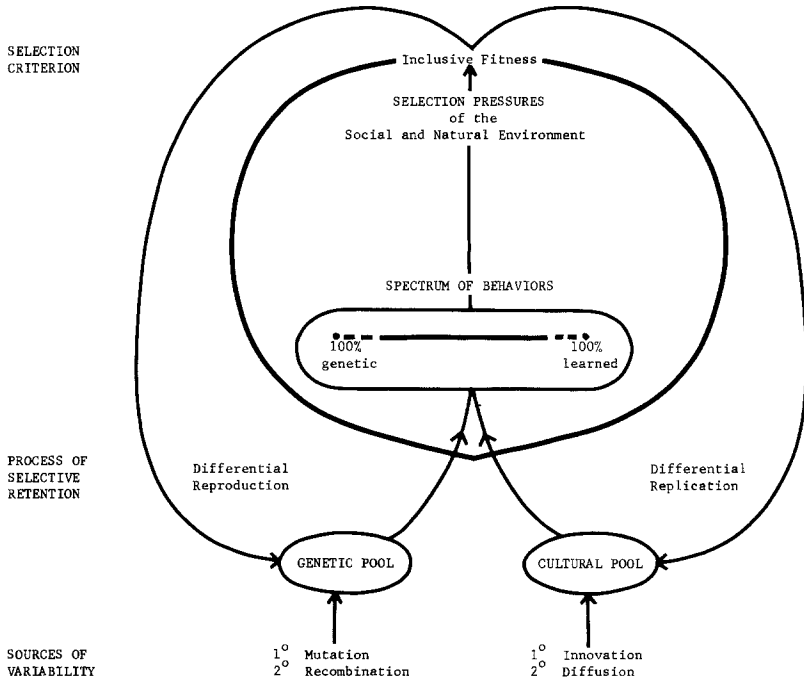 SELECTION
CRITERION
Inclusive Fitness
SELECTION PRESSURES
of the
Social and Natural Environment
SPECTRUM OF BEHAVIORS
100%
genetic
100%
learned
PROCESS OF
SELECTIVE
RETENTION
Differential
Reproduction
Differential
Replication
GENETIC POOL
CULTURAL POOL
SOURCES OF
VARIABILITY
1° Mutation
2° Recombination
1° Innovation
2° Diffusion